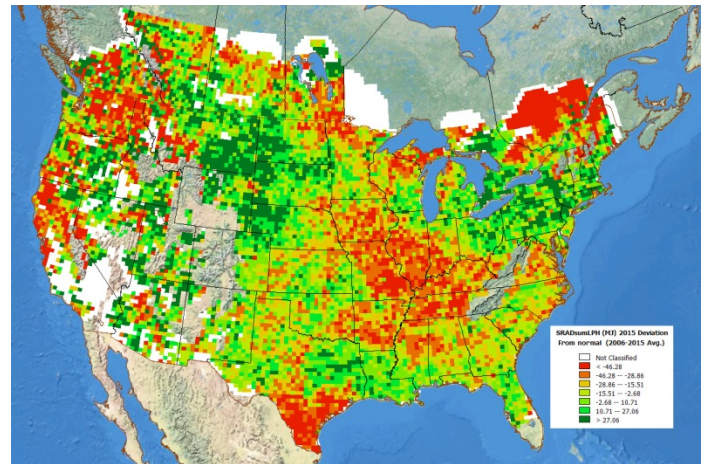 SRADsumLPH (MJ) 2015 Deviation
From normal (2006-2015 Avg.)
Not Classified
< -46.28
-46.28 -- -28.86
-28.86 -- -15.51
-15.51 -- -2.68
-2.68 -- 10.71
10.71 -- 27.06
> 27.06